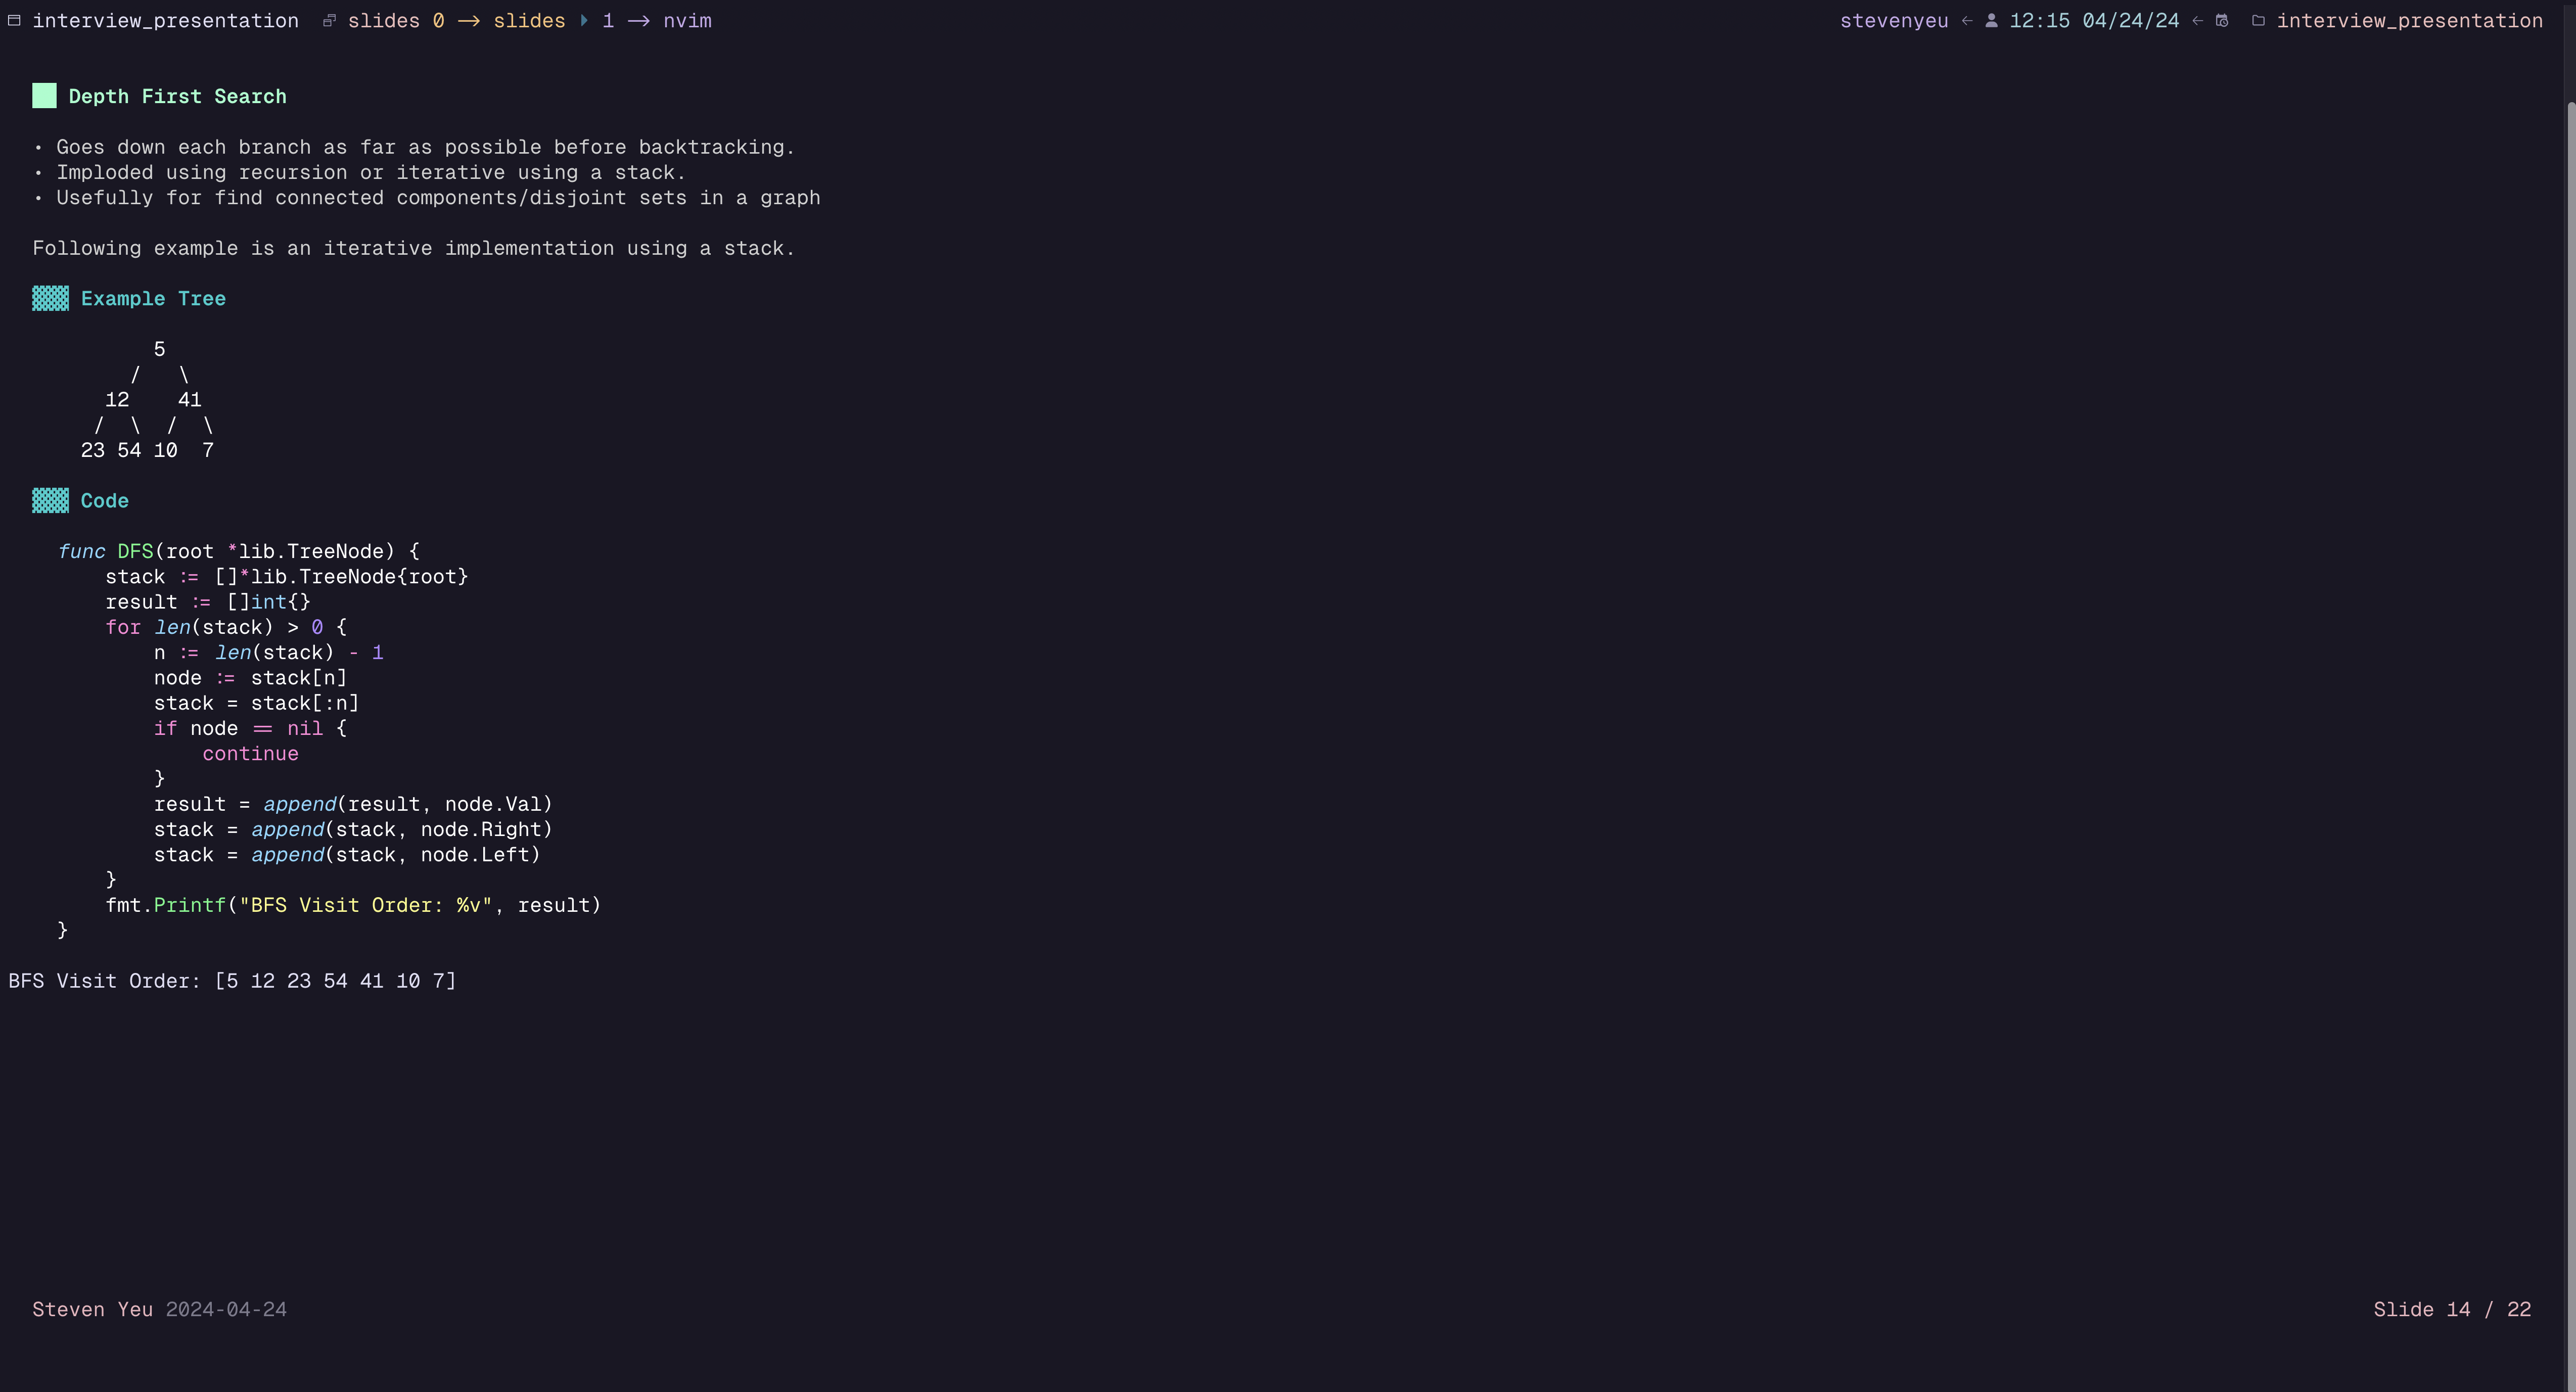 interview_presentation slides 0 → slides 1 → nvim stevenyeu ← 12:15 04/24/24 ← interview_presentation
Depth First Search
• Goes down each branch as far as possible before backtracking.
• Imploded using recursion or iterative using a stack.
• Usefully for find connected components/disjoint sets in a graph
Following example is an iterative implementation using a stack.
Example Tree
5
/ \
12 41
/ \ / \
23 54 10 7
Code
func DFS(root *lib.TreeNode) {
    stack := []*lib.TreeNode{root}
    result := []int{}
    for len(stack) > 0 {
        n := len(stack) - 1
        node := stack[n]
        stack = stack[:n]
        if node == nil {
            continue
        }
        result = append(result, node.Val)
        stack = append(stack, node.Right)
        stack = append(stack, node.Left)
    }
    fmt.Printf("BFS Visit Order: %v", result)
}
BFS Visit Order: [5 12 23 54 41 10 7]
Steven Yeu 2024-04-24 Slide 14 / 22